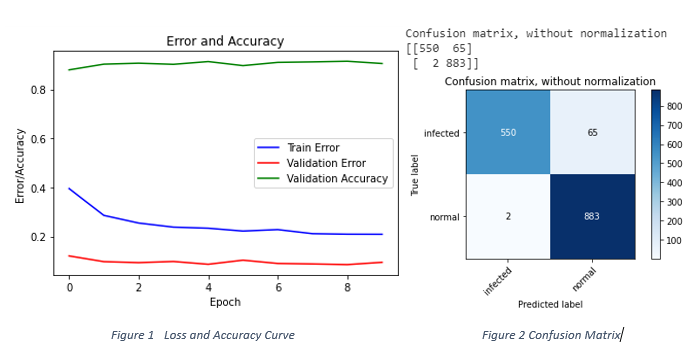 Error and Accuracy
Error/Accuracy
0.8
0.6
0.4
0.2
Train Error
Validation Error
Validation Accuracy
0 2 4 6 8
Epoch
Figure 1 Loss and Accuracy Curve
Confusion matrix, without normalization
[[550 65]
[ 2 883]]
Confusion matrix, without normalization
True label
infected 550 65
normal 2 883
infected normal
Predicted label
800
700
600
500
400
300
200
100
Figure 2 Confusion Matrix